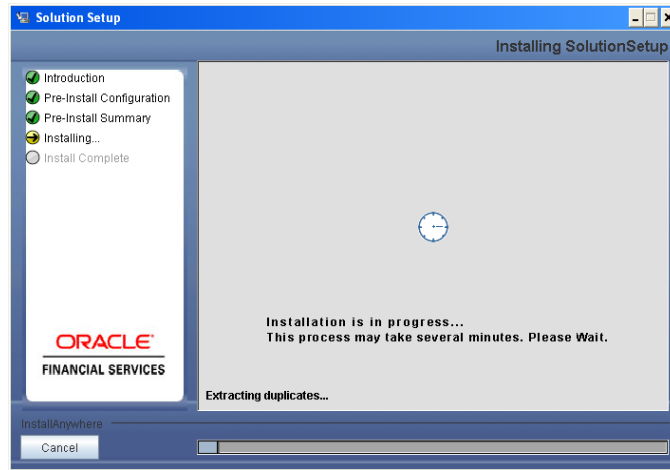 Solution Setup
Installing SolutionSetup
Introduction
Pre-Install Configuration
Pre-Install Summary
Installing...
Install Complete
Installation is in progress...
This process may take several minutes. Please Wait.
ORACLE
FINANCIAL SERVICES
Extracting duplicates...
InstallAnywhere
Cancel